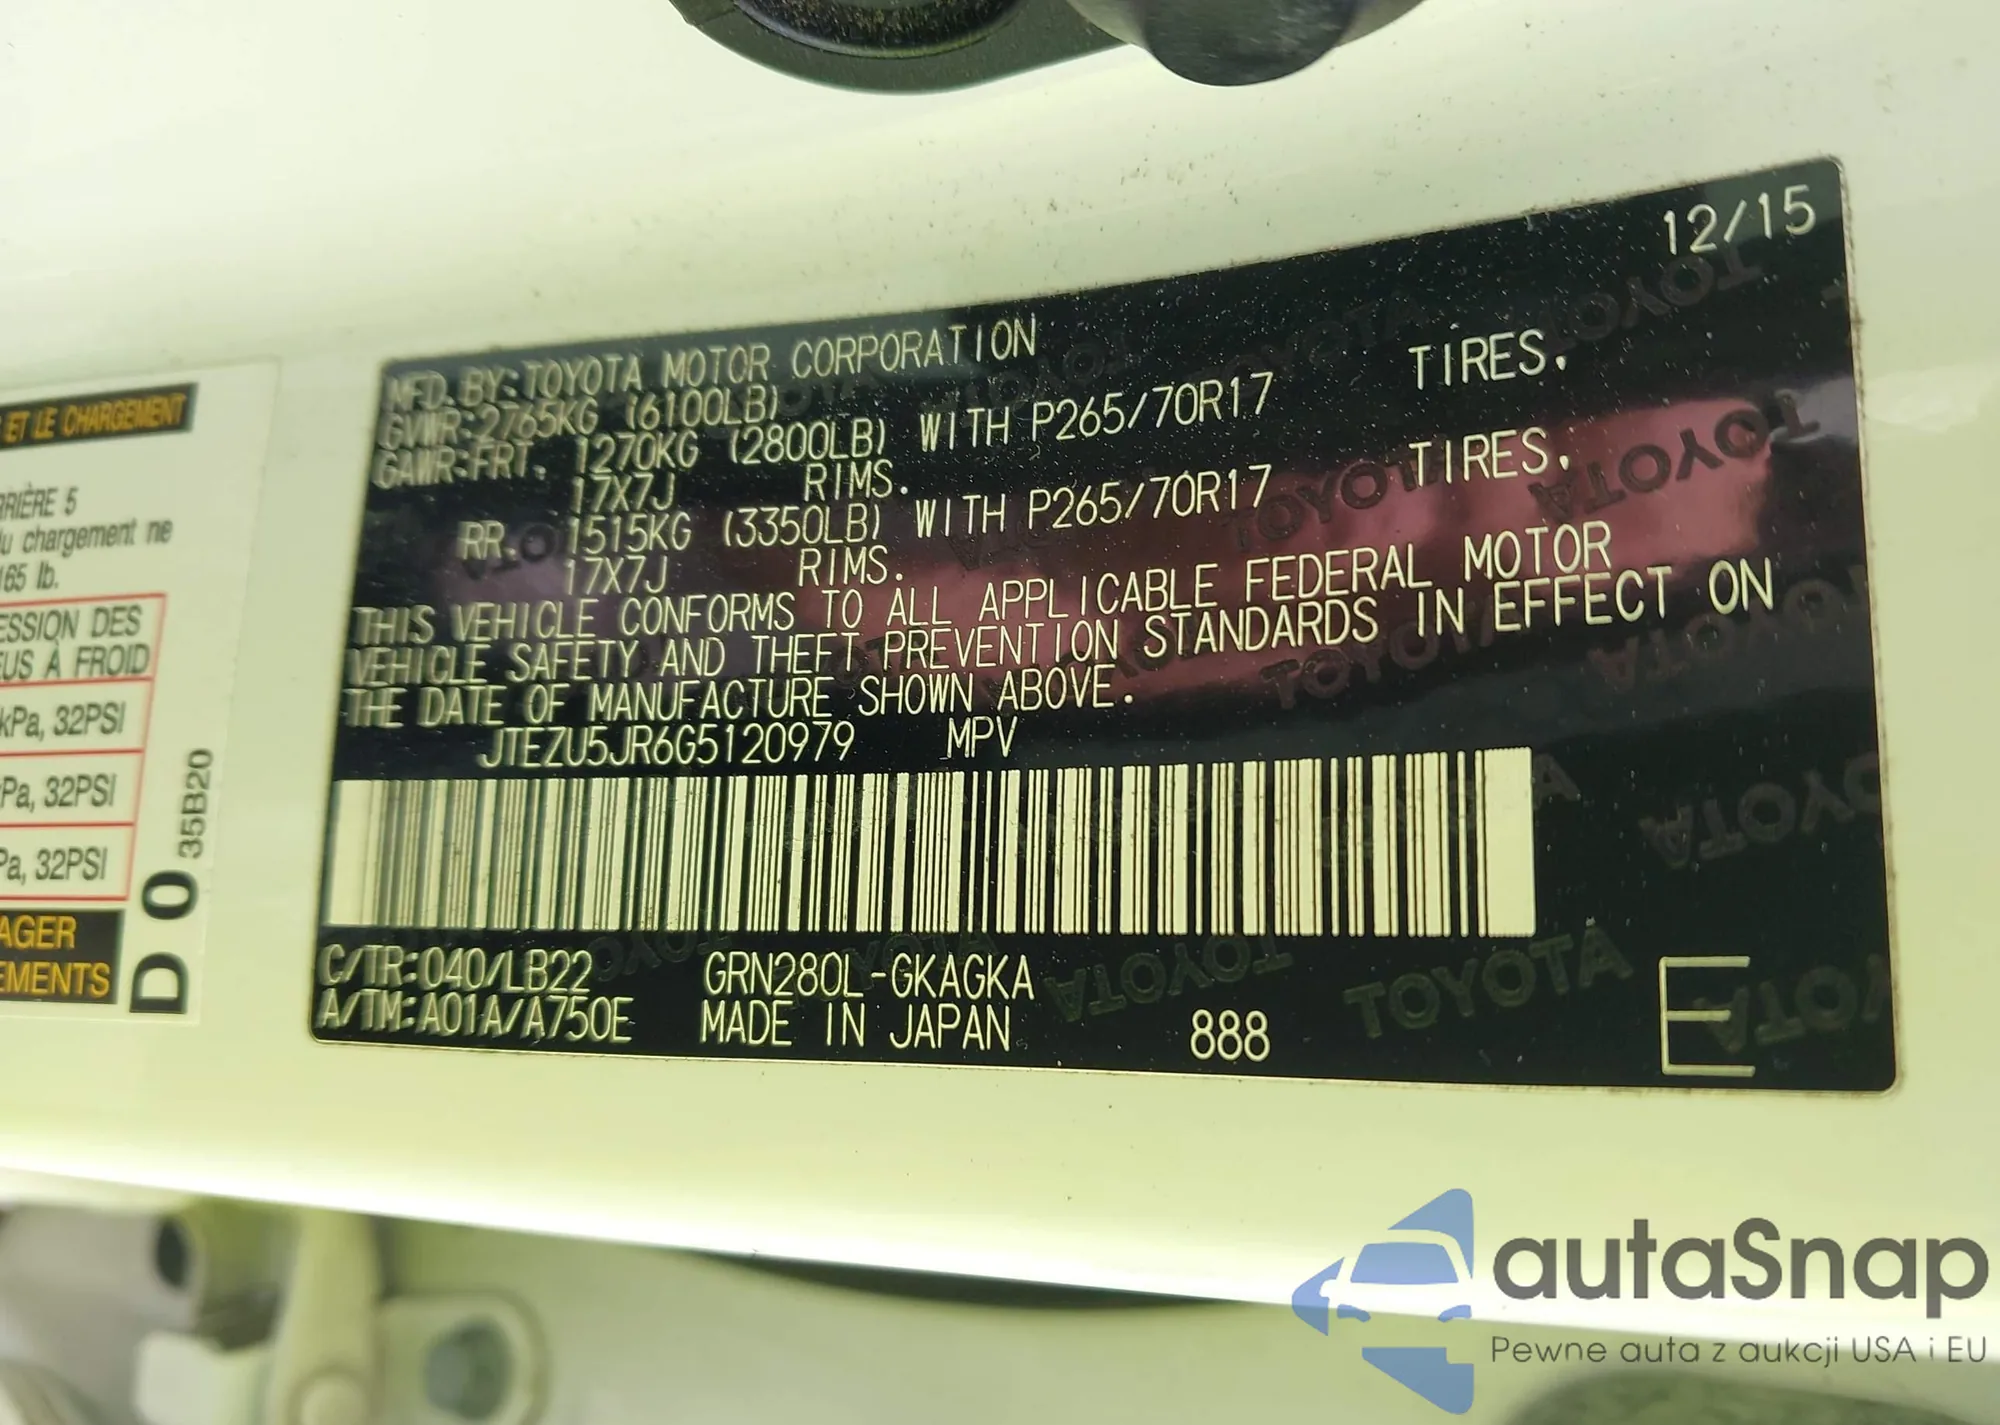 12/15
MFD. BY: TOYOTA MOTOR CORPORATION
GVWR: 2765KG (6100LB)
GAWR: FRT. 1270KG (2800LB) WITH P265/70R17 TIRES,
17X7J RIMS.
RR. 1515KG (3350LB) WITH P265/70R17 TIRES,
17X7J RIMS.
THIS VEHICLE CONFORMS TO ALL APPLICABLE FEDERAL MOTOR
VEHICLE SAFETY AND THEFT PREVENTION STANDARDS IN EFFECT ON
THE DATE OF MANUFACTURE SHOWN ABOVE.
JTEZU5JR6G5120979 MPV
C/TR: 040/LB22 GRN280L-GKAGKA
A/TM: A01A/A750E MADE IN JAPAN 888 E
TOYOTA
ET LE CHARGEMENT
RIÈRE 5
du chargement ne
165 lb.
ESSION DES
EUS À FROID
kPa, 32PSI
kPa, 32PSI
Pa, 32PSI
AGER
EMENTS
D0 35B20
autaSnap
Pewne auta z aukcji USA i EU